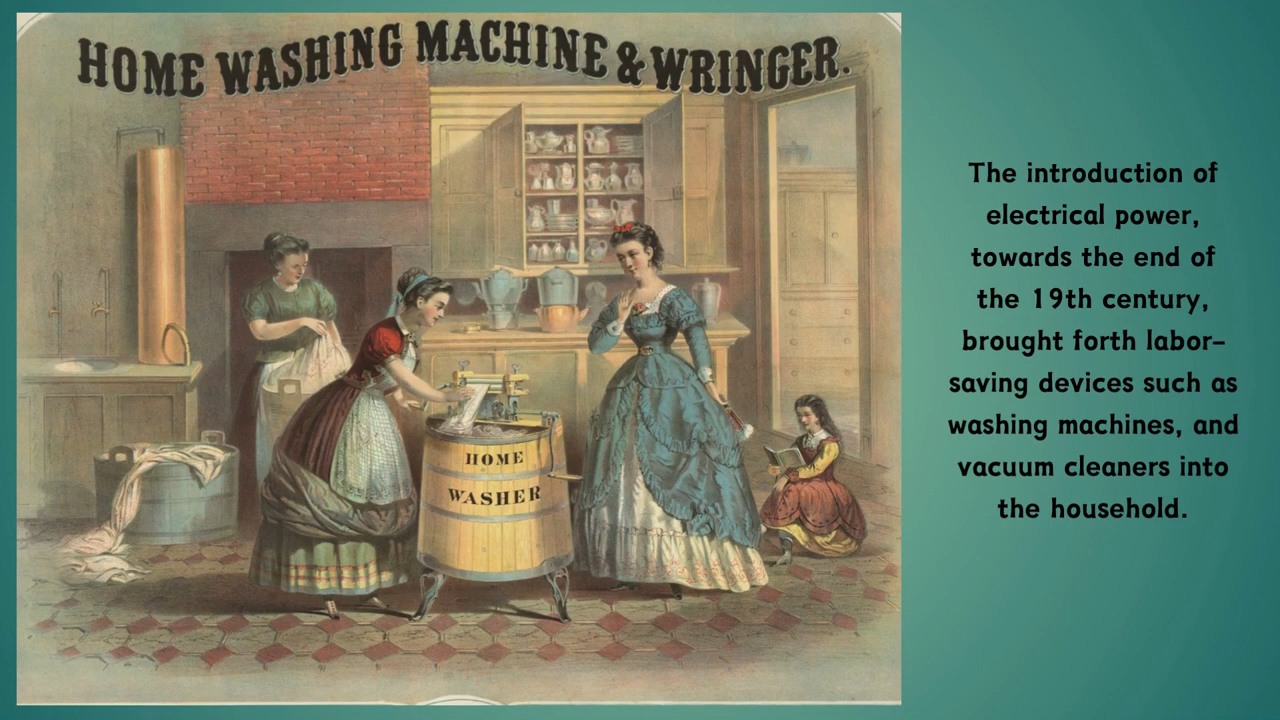 HOME WASHING MACHINE & WRINGER.
HOME
WASHER
The introduction of
electrical power,
towards the end of
the 19th century,
brought forth labor-
saving devices such as
washing machines, and
vacuum cleaners into
the household.